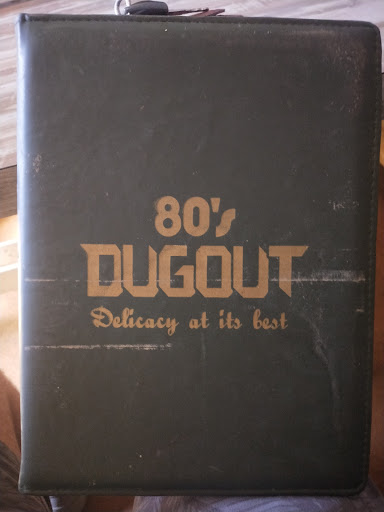 80's
DUGOUT
Delicacy at its best